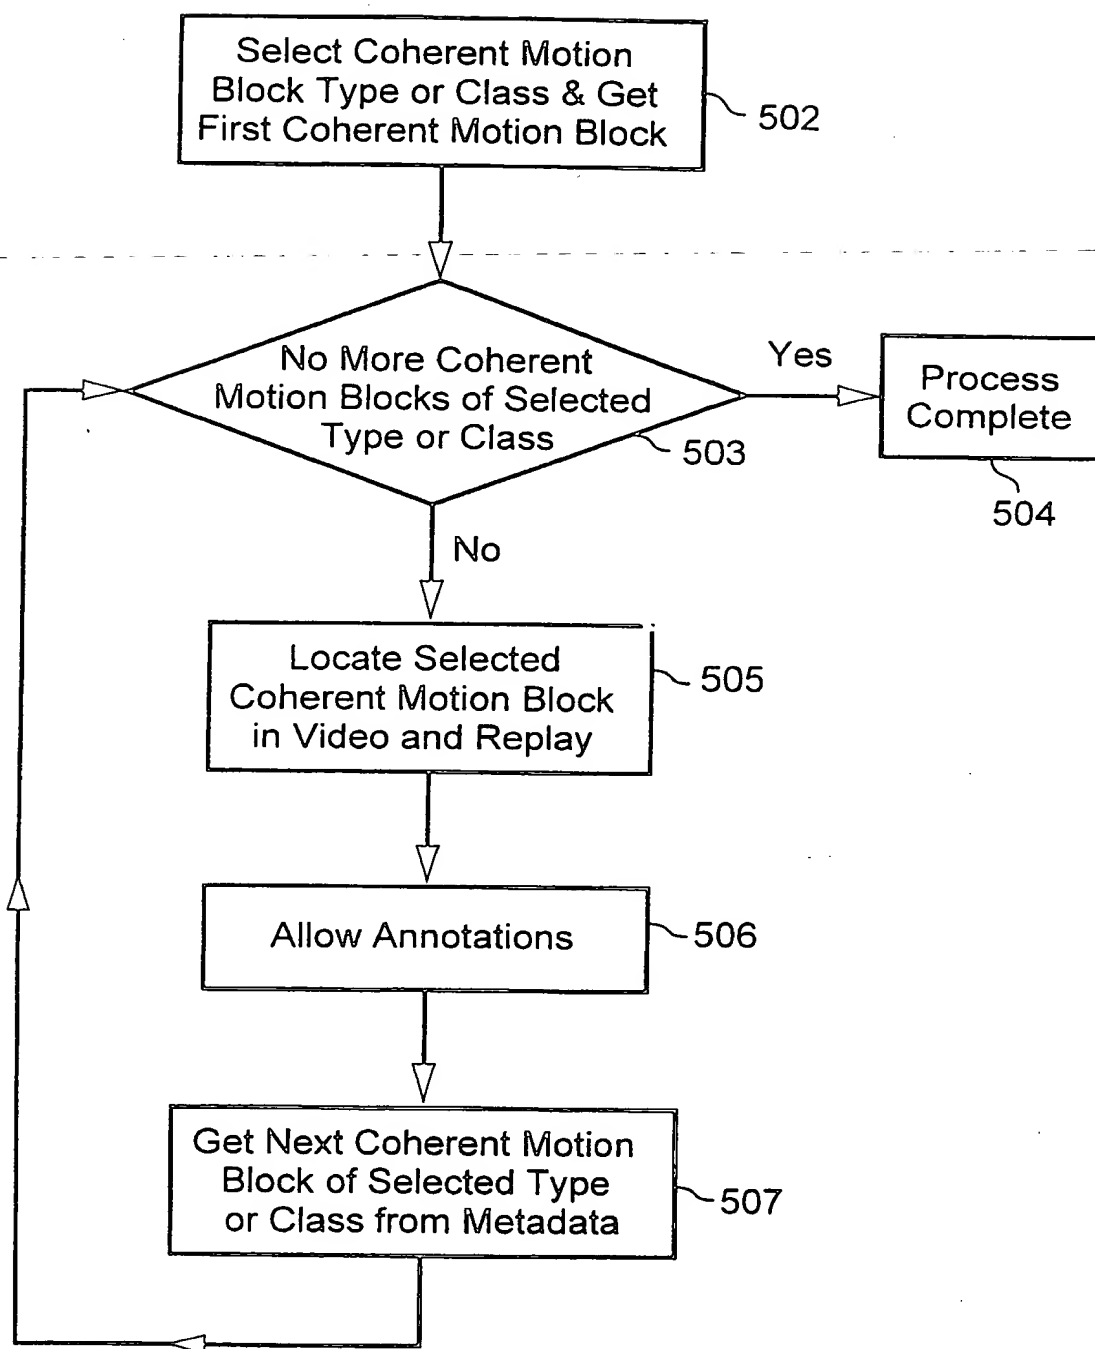 Select Coherent Motion
Block Type or Class & Get
First Coherent Motion Block
502
No More Coherent
Motion Blocks of Selected
Type or Class
503
Yes
Process
Complete
504
No
Locate Selected
Coherent Motion Block
in Video and Replay
505
Allow Annotations
506
Get Next Coherent Motion
Block of Selected Type
or Class from Metadata
507